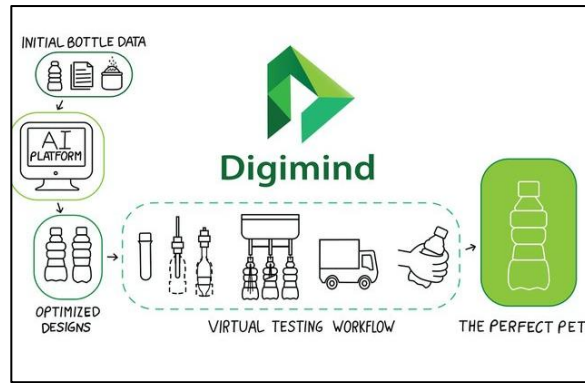 INITIAL BOTTLE DATA
AI
PLATFORM
Digimind
OPTIMIZED
DESIGNS
VIRTUAL TESTING WORKFLOW
THE PERFECT PET